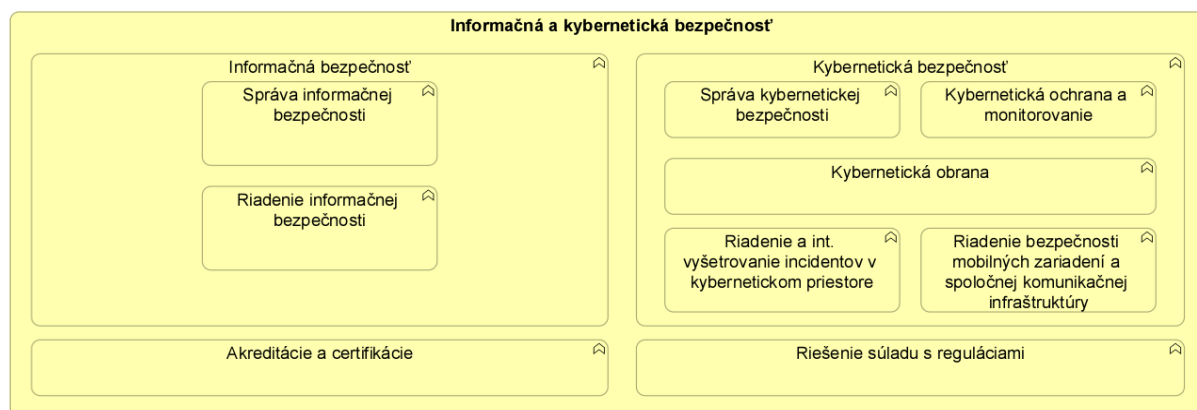 Informačná a kybernetická bezpečnosť
Informačná bezpečnosť
Správa informačnej
bezpečnosti
Riadenie informačnej
bezpečnosti
Kybernetická bezpečnosť
Správa kybernetickej
bezpečnosti
Kybernetická ochrana a
monitorovanie
Kybernetická obrana
Riadenie a int.
vyšetrovanie incidentov v
kybernetickom priestore
Riadenie bezpečnosti
mobilných zariadení a
spoločnej komunikačnej
infraštruktúry
Akreditácie a certifikácie
Riešenie súladu s reguláciami